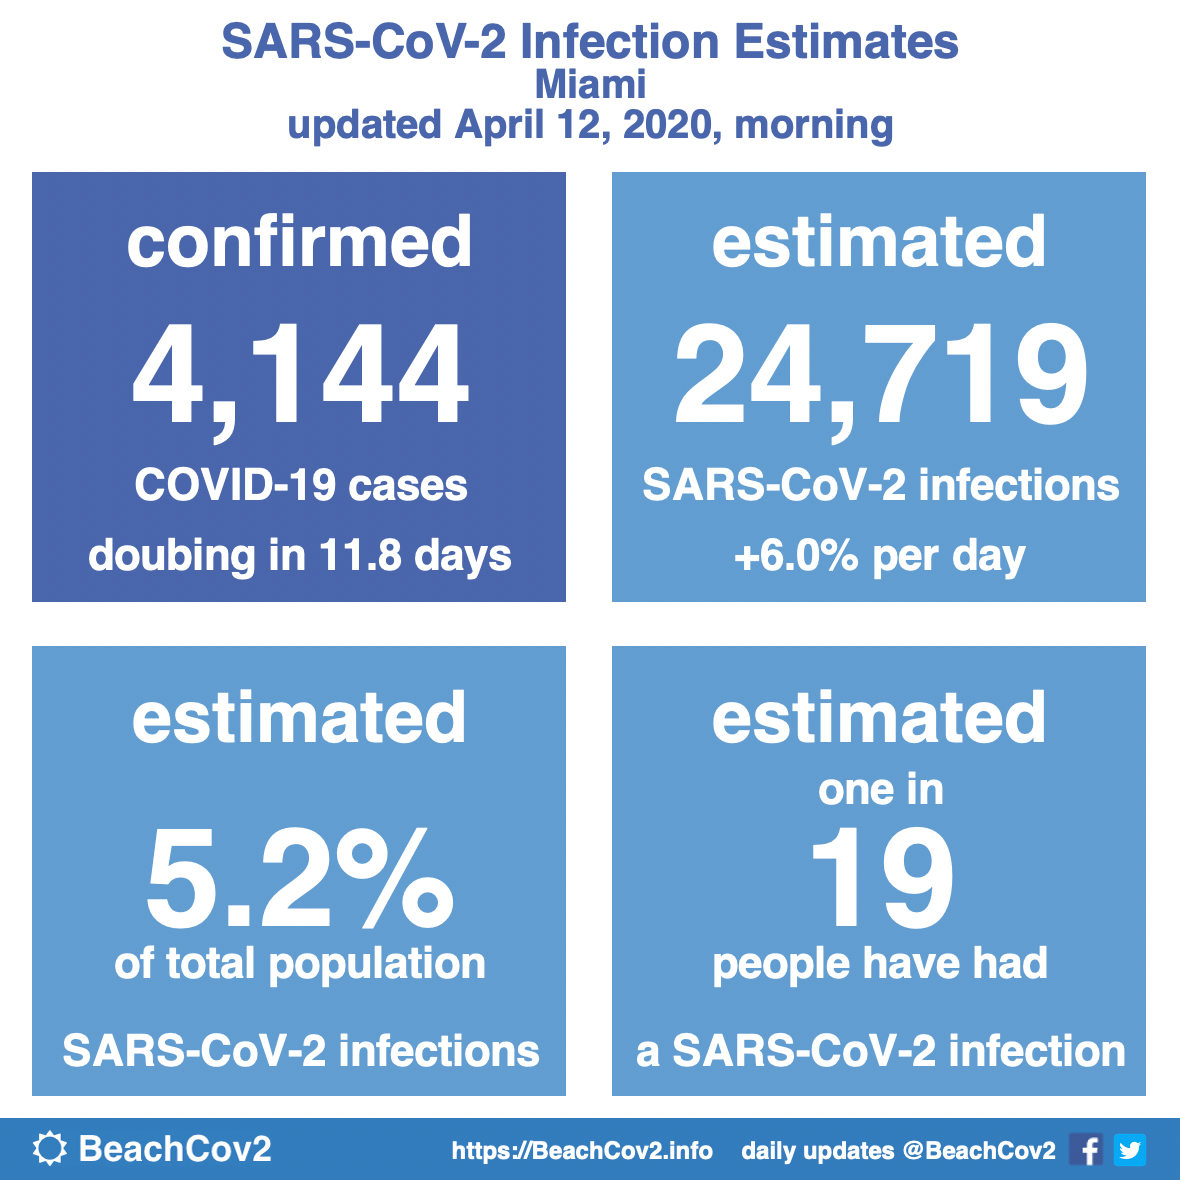 SARS-CoV-2 Infection Estimates
Miami
updated April 12, 2020, morning
confirmed
4,144
COVID-19 cases
doubing in 11.8 days
estimated
24,719
SARS-CoV-2 infections
+6.0% per day
estimated
5.2%
of total population
SARS-CoV-2 infections
estimated
one in
19
people have had
a SARS-CoV-2 infection
BeachCov2
https://BeachCov2.info daily updates @BeachCov2 f